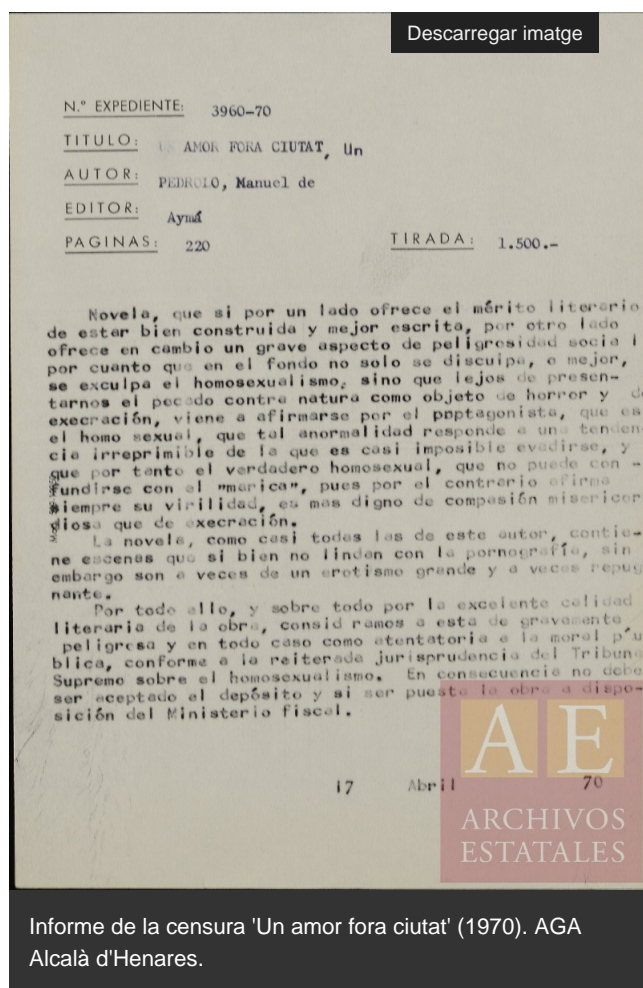 Descarregar imatge
N.º EXPEDIENTE: 3960-70
TITULO: AMOR FORA CIUTAT, Un
AUTOR: PEDROLO, Manuel de
EDITOR: Aymá
PAGINAS: 220 TIRADA: 1.500.-
Novela, que si por un lado ofrece el mérito literario
de estar bien construida y mejor escrita, por otro lado
ofrece en cambio un grave aspecto de peligrosidad social
por cuanto que en el fondo no solo se disculpa, o mejor,
se exculpa el homosexualismo, sino que lejos de presen-
tarnos el pecado contra natura como objeto de horror y de
execración, viene a afirmarse por el pnptagonista, que es
el homo sexual, que tal anormalidad responde a una tenden
cia irreprimible de la que es casi imposible evadirse, y
que por tanto el verdadero homosexual, que no puede con -
fundirse con el "marica", pues por el contrario afirma
siempre su virilidad, es mas digno de compasión misericor
diosa que de execración.
La novela, como casi todas las de este autor, contie-
ne escenas que si bien no lindan con la pornografía, sin
embargo son a veces de un erotismo grande y a veces repug
nante.
Por todo ello, y sobre todo por la excelente calidad
literaria de la obra, consid ramos a esta de gravemente
peligrosa y en todo caso como atentatoria a la moral p'u
blica, conforme a la reiterada jurisprudencia del Tribuna
Supremo sobre el homosexualismo. En consecuencia no debe
ser aceptado el depósito y si ser puesta la obra a dispo-
sición del Ministerio fiscal.
17 Abril 70
AE
ARCHIVOS
ESTATALES
Informe de la censura 'Un amor fora ciutat' (1970). AGA
Alcalà d'Henares.